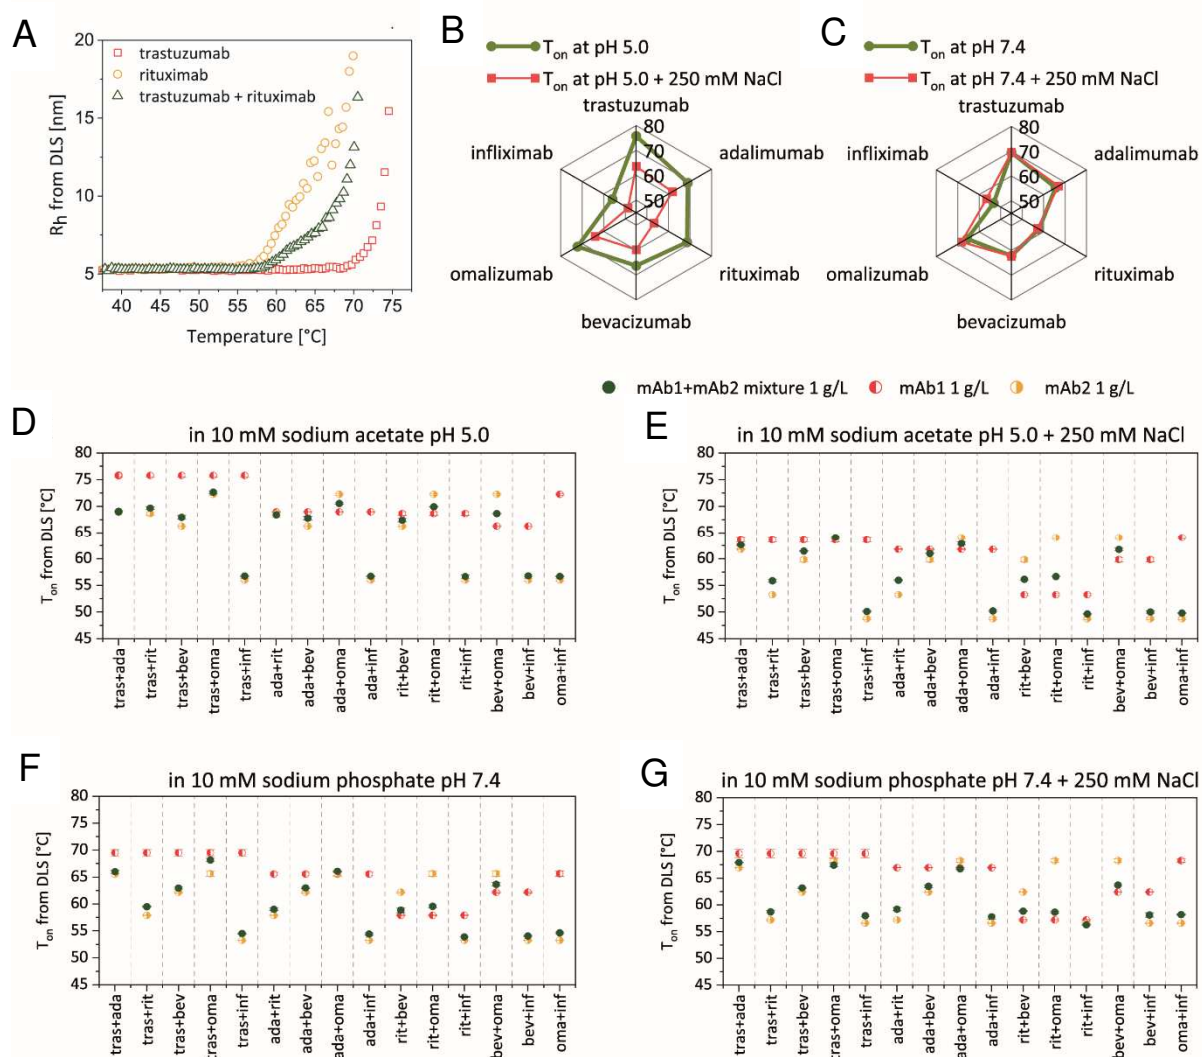 A
20
15
10
5
Rh from DLS [nm]
trastuzumab
rituximab
trastuzumab + rituximab
40 45 50 55 60 65 70 75
Temperature [°C]
B
Ton at pH 5.0
Ton at pH 5.0 + 250 mM NaCl
trastuzumab
80
70
60
50
infliximab
adalimumab
omalizumab
rituximab
bevacizumab
C
Ton at pH 7.4
Ton at pH 7.4 + 250 mM NaCl
trastuzumab
80
70
60
50
infliximab
adalimumab
omalizumab
rituximab
bevacizumab
mAb1+mAb2 mixture 1 g/L mAb1 1 g/L mAb2 1 g/L
D
in 10 mM sodium acetate pH 5.0
80
75
70
65
60
55
50
45
Ton from DLS [°C]
tras+ada
tras+rit
tras+bev
tras+oma
tras+inf
ada+rit
ada+bev
ada+oma
ada+inf
rit+bev
rit+oma
rit+inf
bev+oma
bev+inf
oma+inf
E
in 10 mM sodium acetate pH 5.0 + 250 mM NaCl
80
75
70
65
60
55
50
45
Ton from DLS [°C]
tras+ada
tras+rit
tras+bev
tras+oma
tras+inf
ada+rit
ada+bev
ada+oma
ada+inf
rit+bev
rit+oma
rit+inf
bev+oma
bev+inf
oma+inf
F
in 10 mM sodium phosphate pH 7.4
80
75
70
65
60
55
50
45
Ton from DLS [°C]
tras+ada
tras+rit
tras+bev
tras+oma
tras+inf
ada+rit
ada+bev
ada+oma
ada+inf
rit+bev
rit+oma
rit+inf
bev+oma
bev+inf
oma+inf
G
in 10 mM sodium phosphate pH 7.4 + 250 mM NaCl
80
75
70
65
60
55
50
45
Ton from DLS [°C]
tras+ada
tras+rit
tras+bev
tras+oma
tras+inf
ada+rit
ada+bev
ada+oma
ada+inf
rit+bev
rit+oma
rit+inf
bev+oma
bev+inf
oma+inf